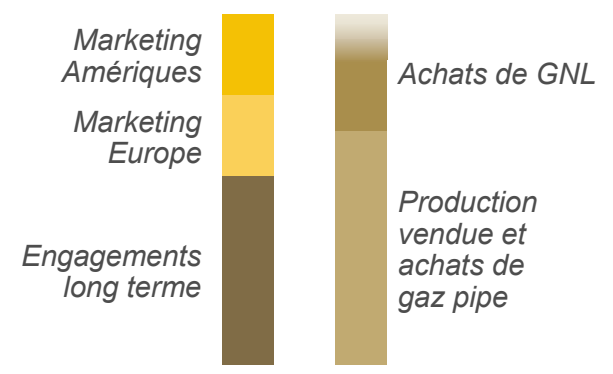 Marketing
Amériques
Marketing
Europe
Engagements
long terme
Achats de GNL
Production
vendue et
achats de
gaz pipe